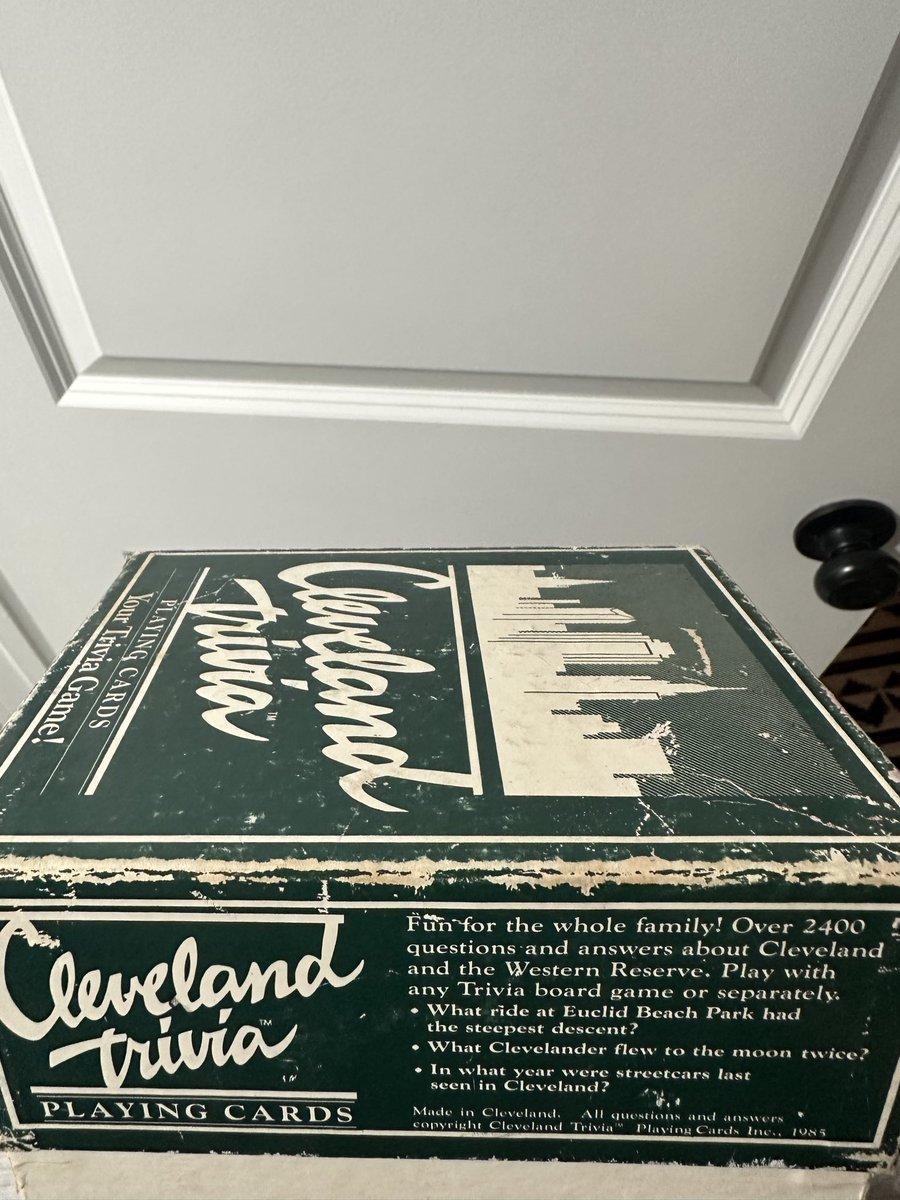 Cleveland
Trivia™
PLAYING CARDS
Your Trivia Game!
Cleveland
trivia™
PLAYING CARDS
Fun for the whole family! Over 2400
questions and answers about Cleveland
and the Western Reserve. Play with
any Trivia board game or separately.
• What ride at Euclid Beach Park had
the steepest descent?
• What Clevelander flew to the moon twice?
• In what year were streetcars last
seen in Cleveland?
Made in Cleveland. All questions and answers
copyright Cleveland Trivia™ Playing Cards Inc., 1985